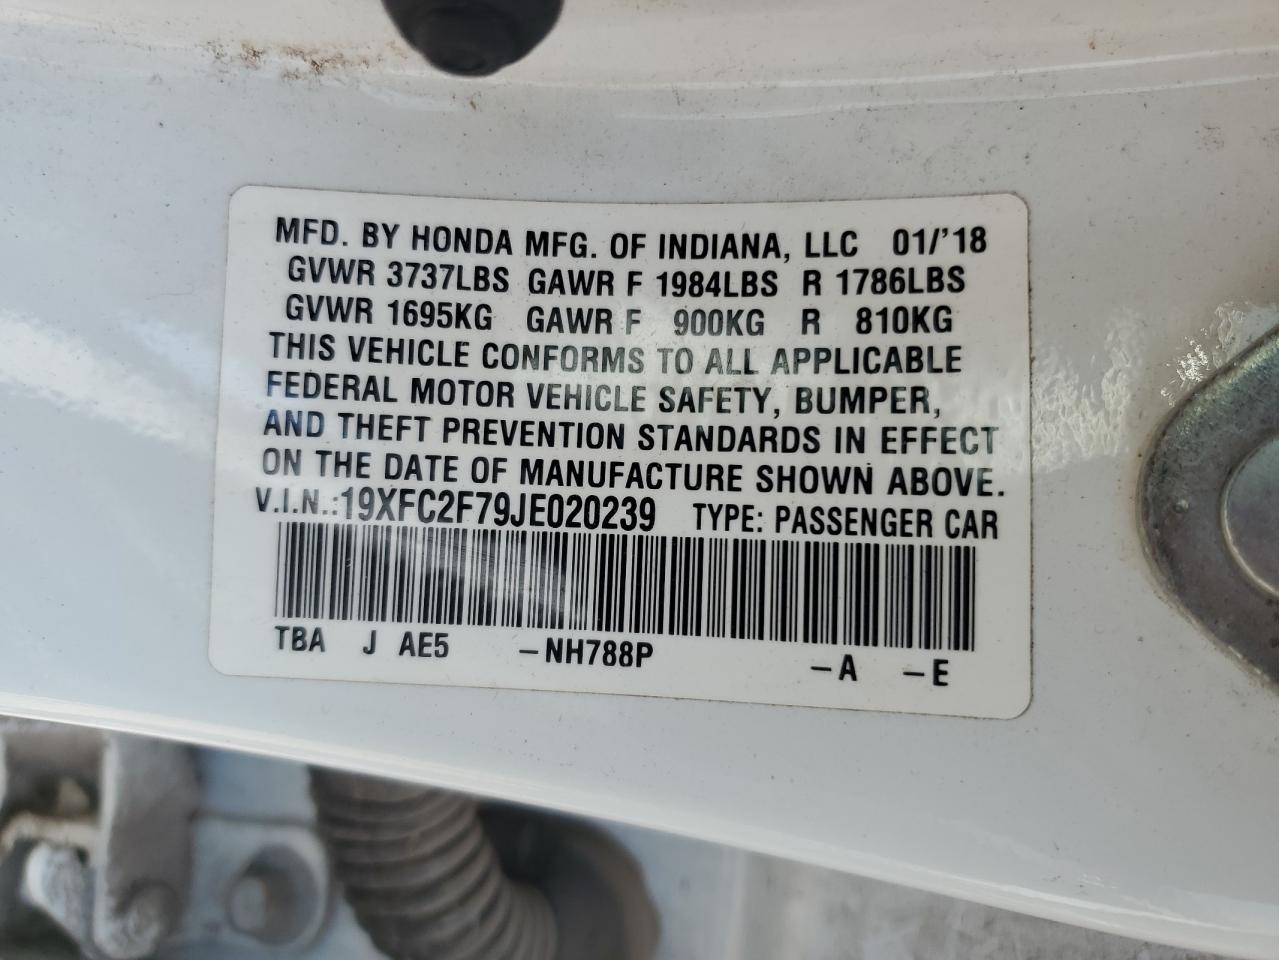 MFD. BY HONDA MFG. OF INDIANA, LLC 01/'18
GVWR 3737LBS GAWR F 1984LBS R 1786LBS
GVWR 1695KG GAWR F 900KG R 810KG
THIS VEHICLE CONFORMS TO ALL APPLICABLE
FEDERAL MOTOR VEHICLE SAFETY, BUMPER,
AND THEFT PREVENTION STANDARDS IN EFFECT
ON THE DATE OF MANUFACTURE SHOWN ABOVE.
V.I.N.:19XFC2F79JE020239 TYPE: PASSENGER CAR
TBA J AE5 -NH788P -A -E